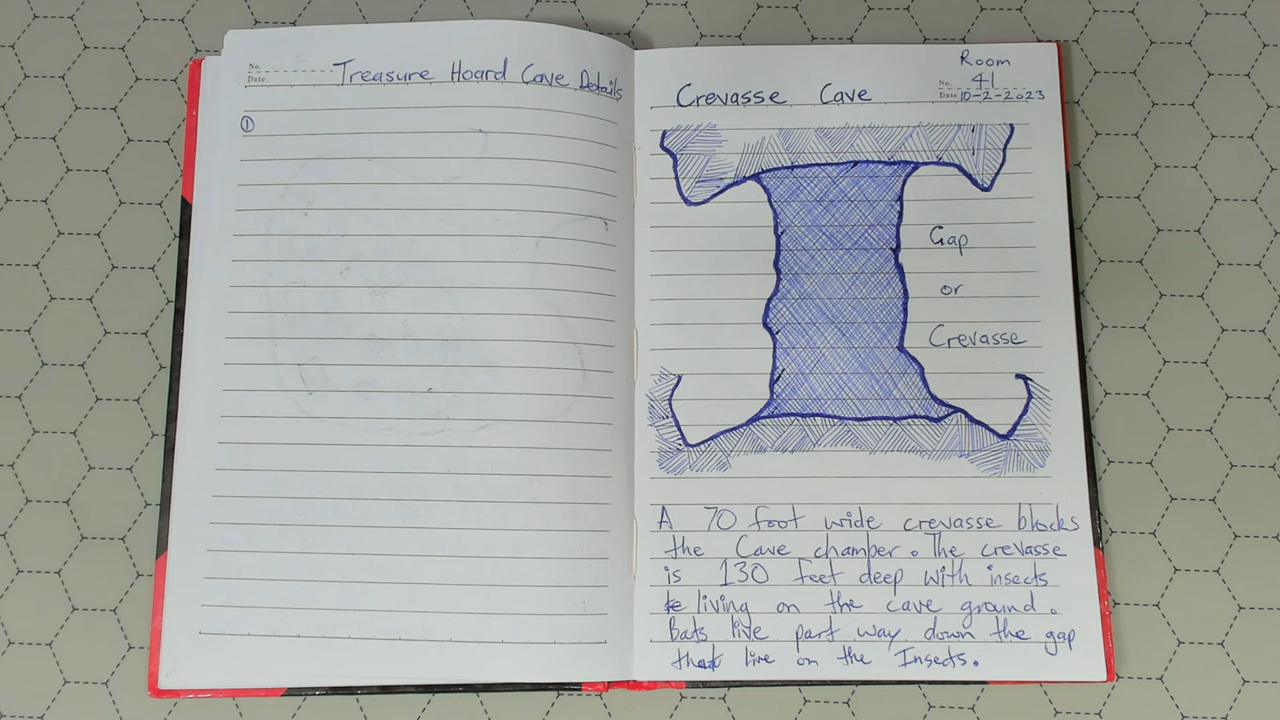 No.
Date
Treasure Hoard Cave Details
①
Room
No. 41
Date 10-2-2023
Crevasse Cave
Gap
or
Crevasse
A 70 foot wide crevasse blocks
the Cave chamber. The crevasse
is 130 feet deep with insects
living on the cave ground.
Bats live part way down the gap
that live on the Insects.